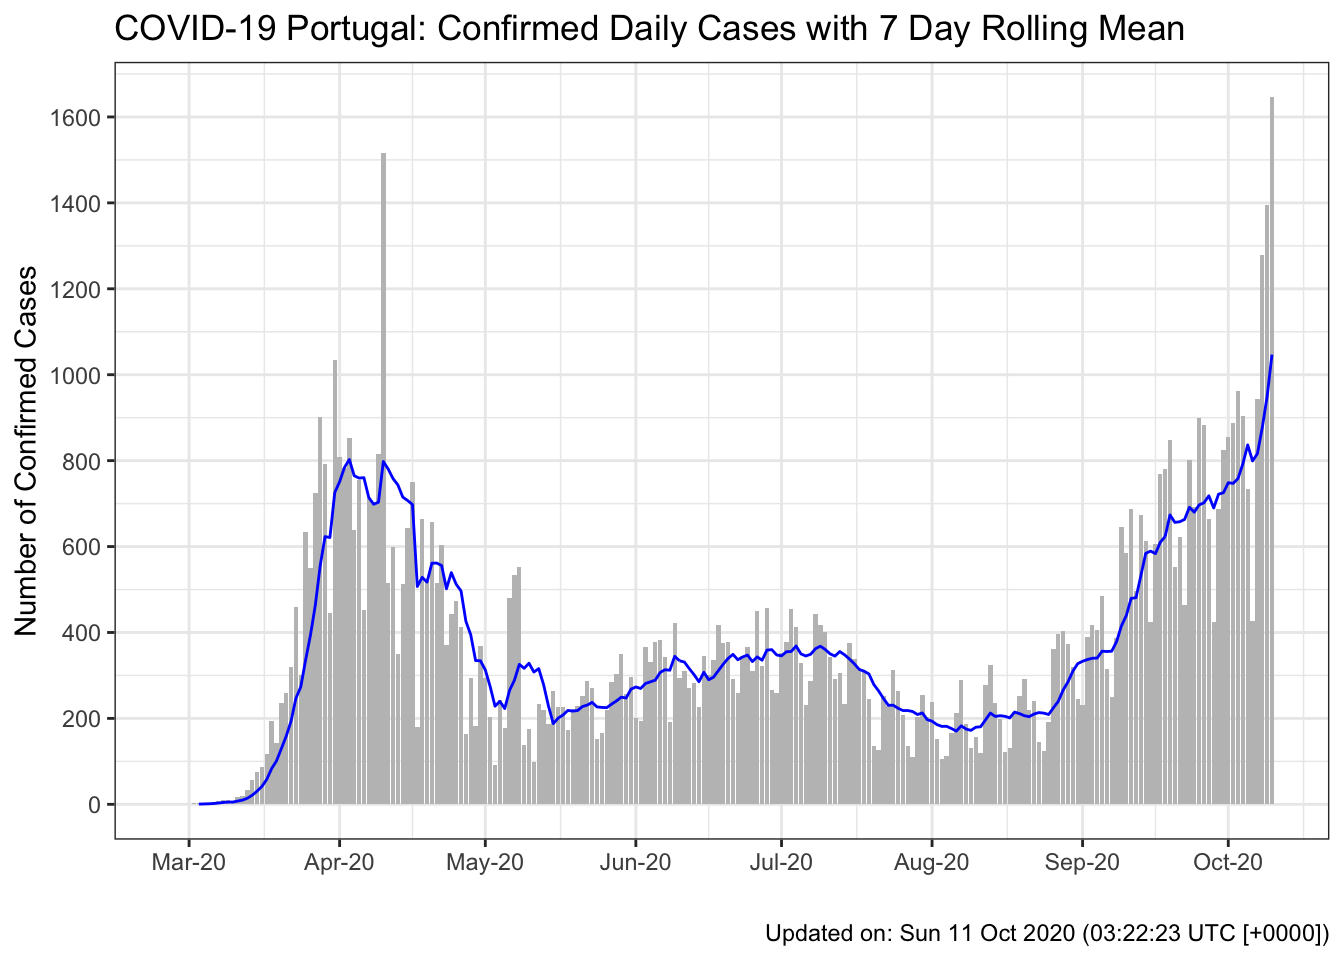 COVID-19 Portugal: Confirmed Daily Cases with 7 Day Rolling Mean
Number of Confirmed Cases
1600
1400
1200
1000
800
600
400
200
0
Mar-20 Apr-20 May-20 Jun-20 Jul-20 Aug-20 Sep-20 Oct-20
Updated on: Sun 11 Oct 2020 (03:22:23 UTC [+0000])